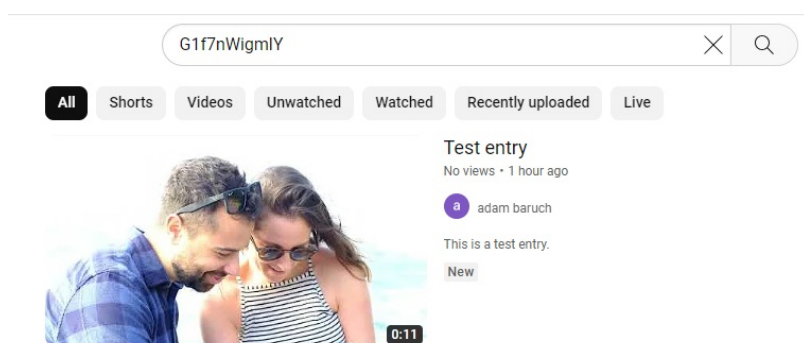 G1f7nWigmlY
All Shorts Videos Unwatched Watched Recently uploaded Live
Test entry
No views • 1 hour ago
a adam baruch
This is a test entry.
New
0:11